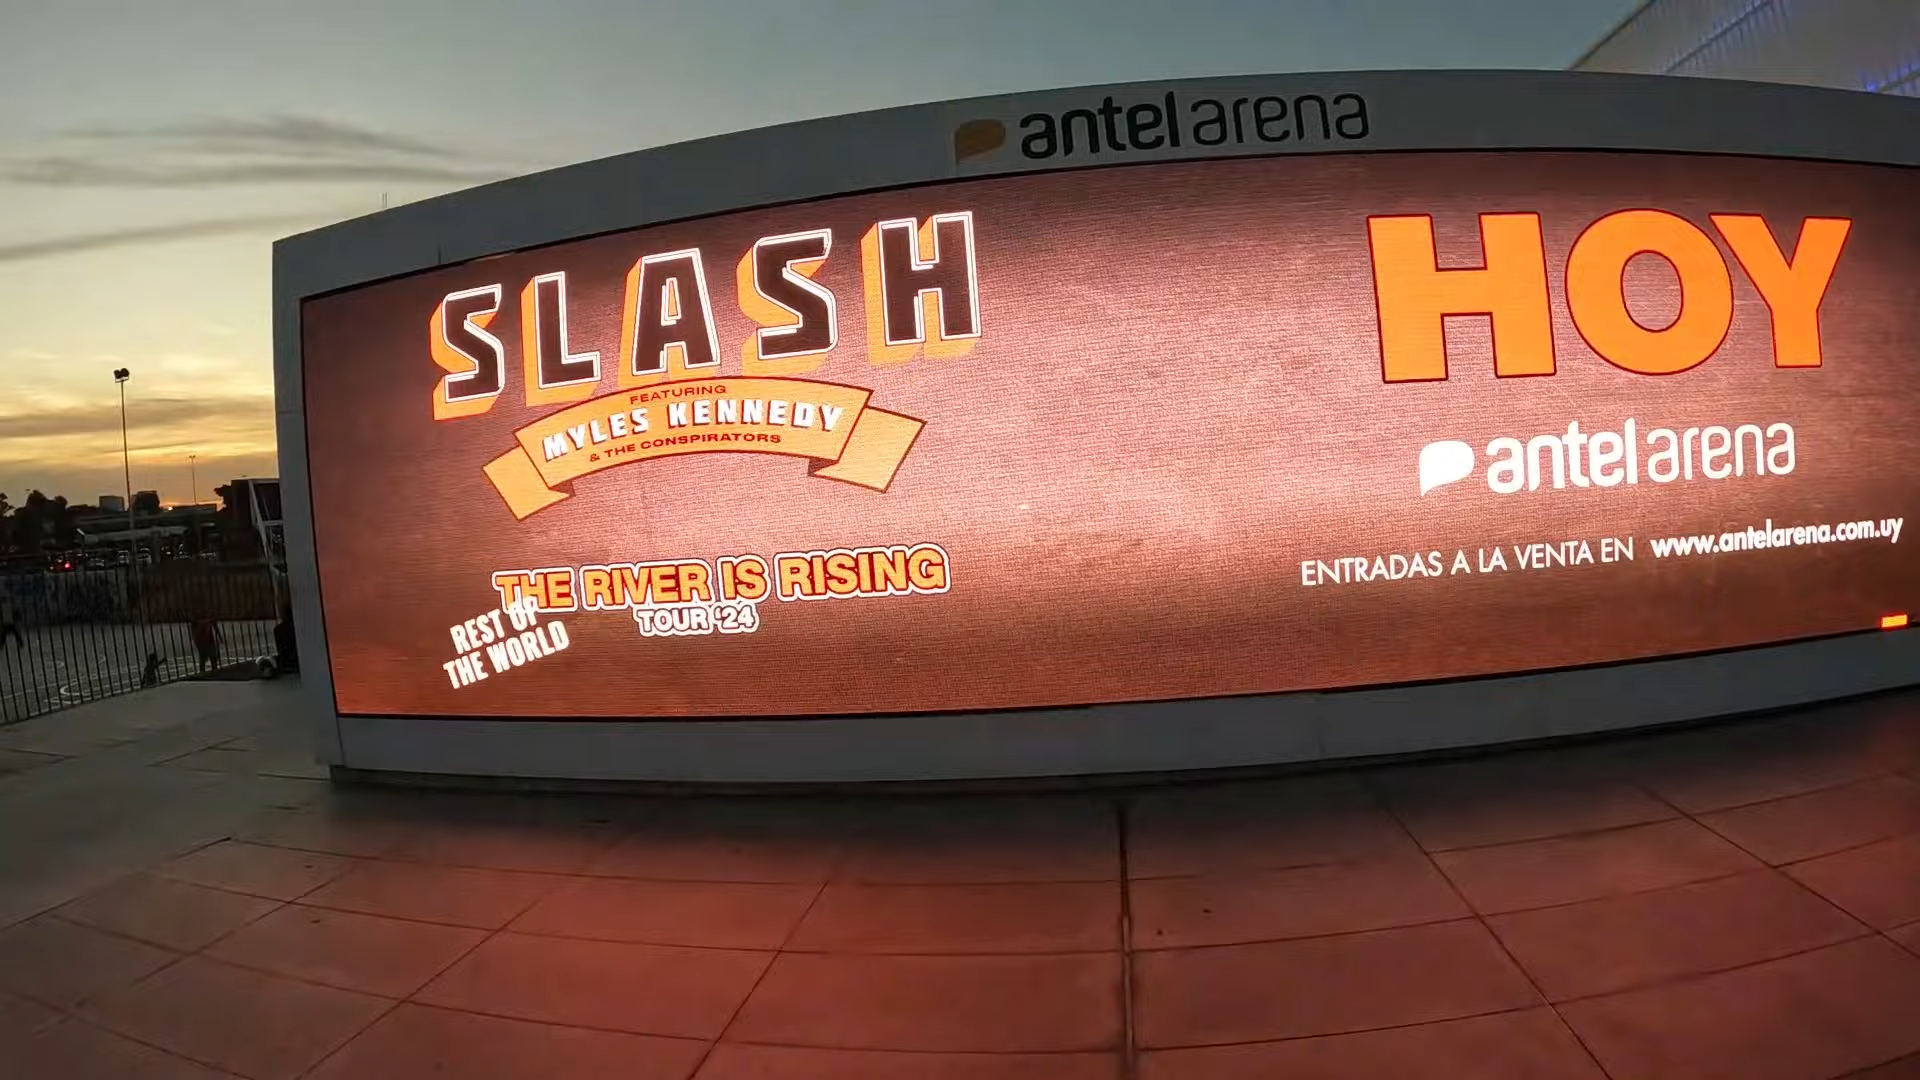 antel arena
SLASH
FEATURING
MYLES KENNEDY
& THE CONSPIRATORS
THE RIVER IS RISING
REST OF
THE WORLD
TOUR '24
HOY
antel arena
ENTRADAS A LA VENTA EN www.antelarena.com.uy